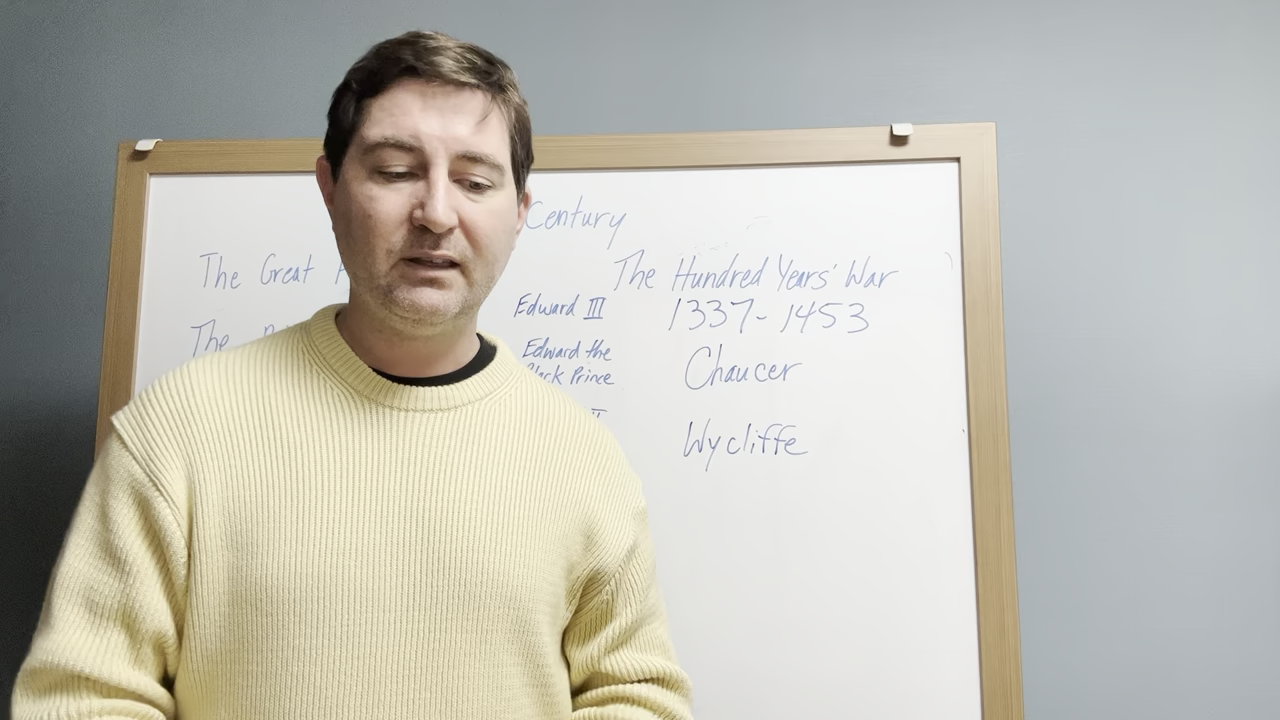 Century
The Great
The Hundred Years' War
1337-1453
The
Edward III
Edward the
Black Prince
Chaucer
Wycliffe